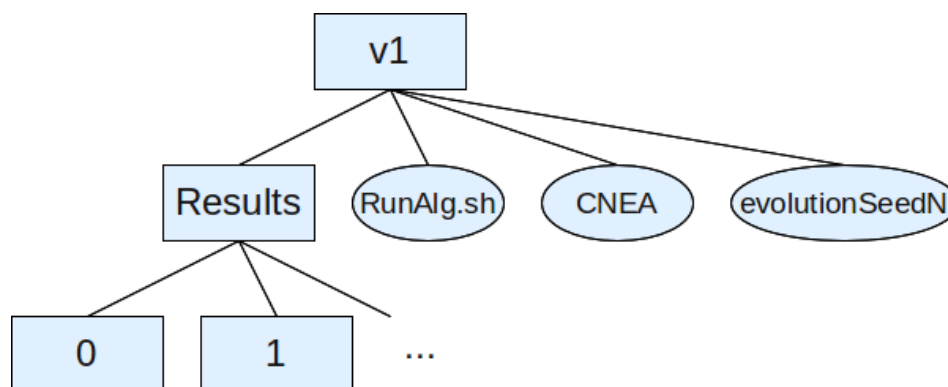 v1
Results
RunAlg.sh
CNEA
evolutionSeedN
0
1
...